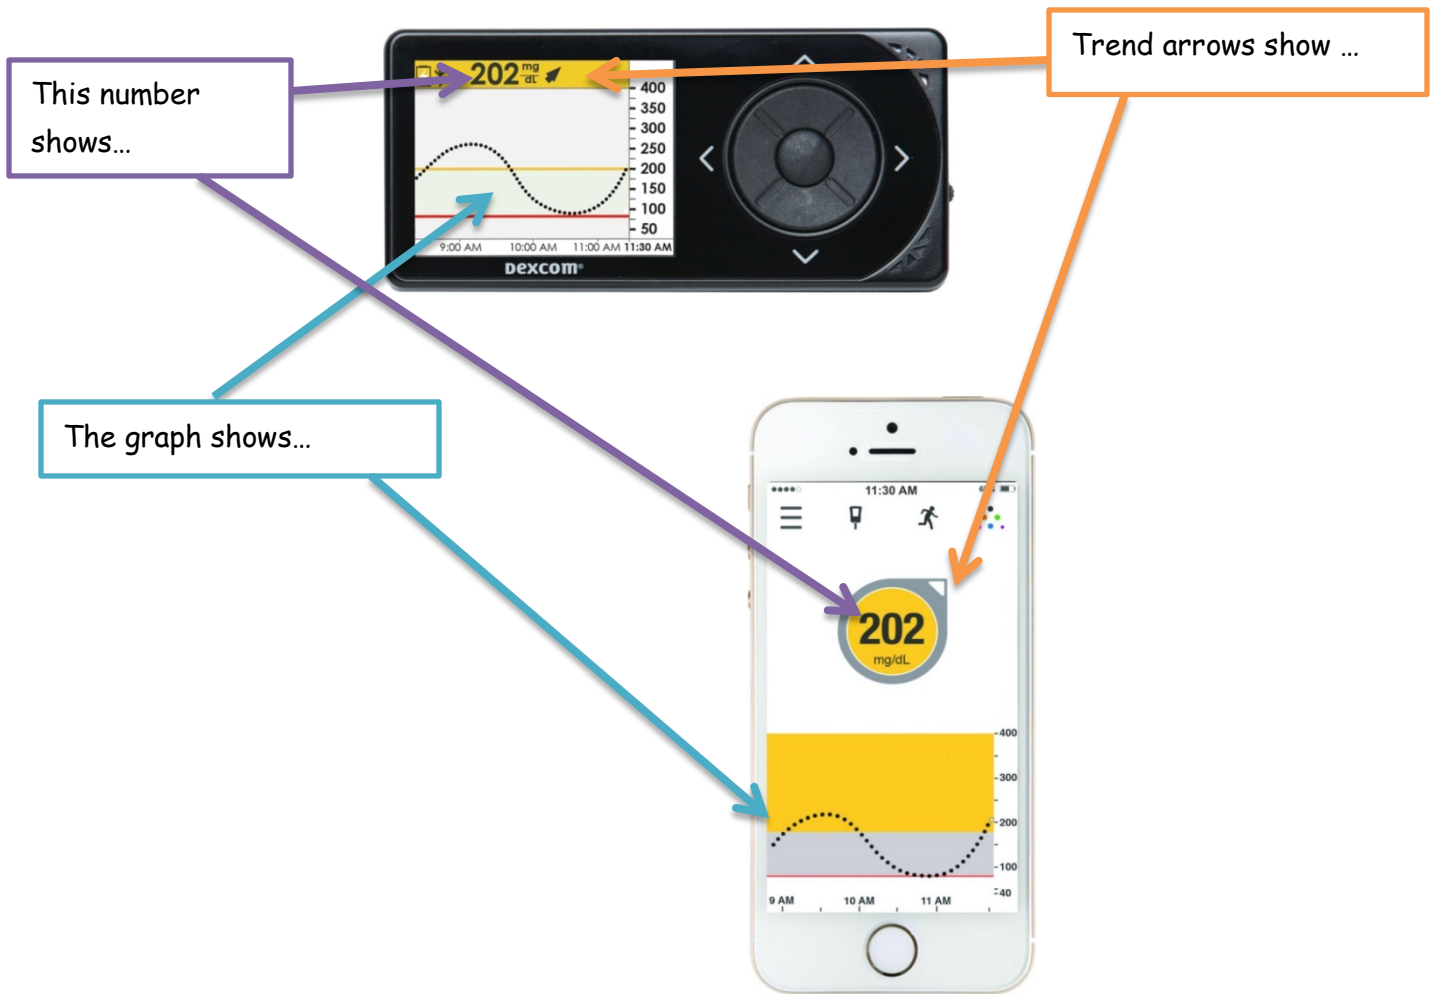 Trend arrows show …
This number
shows…
202 mg
dL
400
350
300
250
200
150
100
50
9:00 AM 10:00 AM 11:00 AM 11:30 AM
Dexcom
The graph shows…
11:30 AM
202
mg/dL
400
300
200
100
40
9 AM 10 AM 11 AM